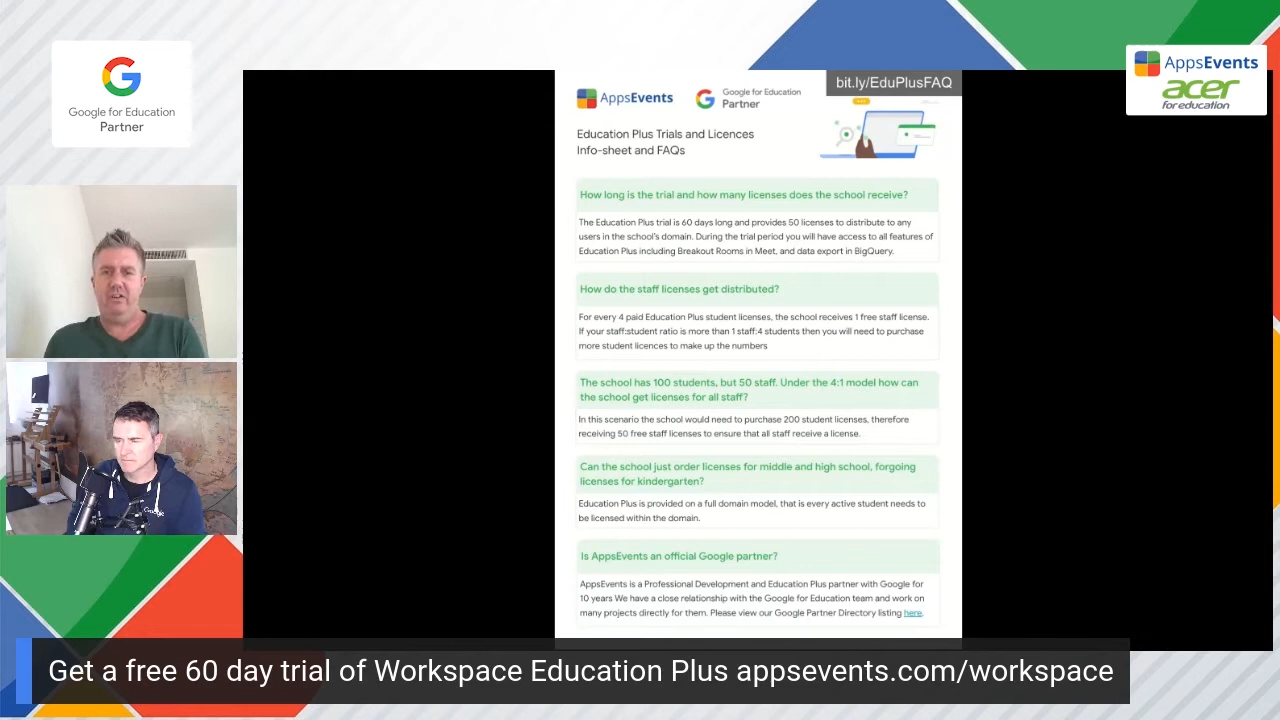 Google for Education
Partner
AppsEvents
acer
for education
bit.ly/EduPlusFAQ
AppsEvents
Google for Education
Partner
Education Plus Trials and Licences
Info-sheet and FAQs
How long is the trial and how many licenses does the school receive?
The Education Plus trial is 60 days long and provides 50 licenses to distribute to any
users in the school's domain. During the trial period you will have access to all features of
Education Plus including Breakout Rooms in Meet, and data export in BigQuery.
How do the staff licenses get distributed?
For every 4 paid Education Plus student licenses, the school receives 1 free staff license.
If your staff:student ratio is more than 1 staff:4 students then you will need to purchase
more student licences to make up the numbers
The school has 100 students, but 50 staff. Under the 4:1 model how can
the school get licenses for all staff?
In this scenario the school would need to purchase 200 student licenses, therefore
receiving 50 free staff licenses to ensure that all staff receive a license.
Can the school just order licenses for middle and high school, forgoing
licenses for kindergarten?
Education Plus is provided on a full domain model, that is every active student needs to
be licensed within the domain.
Is AppsEvents an official Google partner?
AppsEvents is a Professional Development and Education Plus partner with Google for
10 years We have a close relationship with the Google for Education team and work on
many projects directly for them. Please view our Google Partner Directory listing here.
Get a free 60 day trial of Workspace Education Plus appsevents.com/workspace